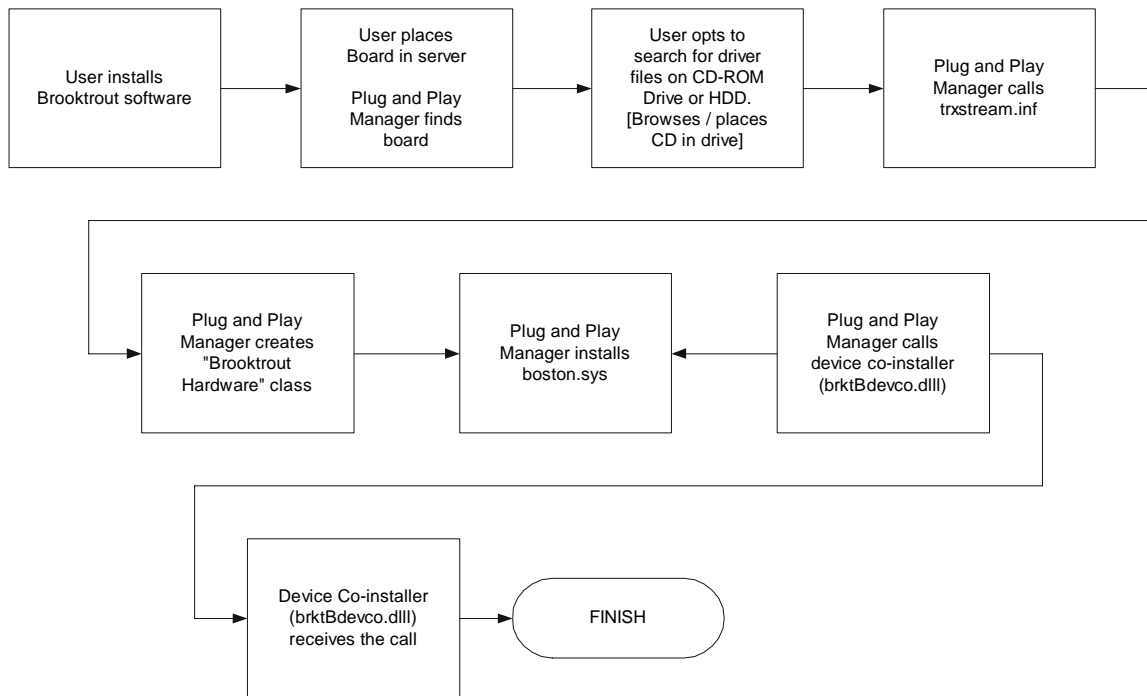 User installs
Brooktrout software
User places
Board in server
Plug and Play
Manager finds
board
User opts to
search for driver
files on CD-ROM
Drive or HDD.
[Browses / places
CD in drive]
Plug and Play
Manager calls
trxstream.inf
Plug and Play
Manager creates
"Brooktrout
Hardware" class
Plug and Play
Manager installs
boston.sys
Plug and Play
Manager calls
device co-installer
(brktBdevco.dlll)
Device Co-installer
(brktBdevco.dlll)
receives the call
FINISH